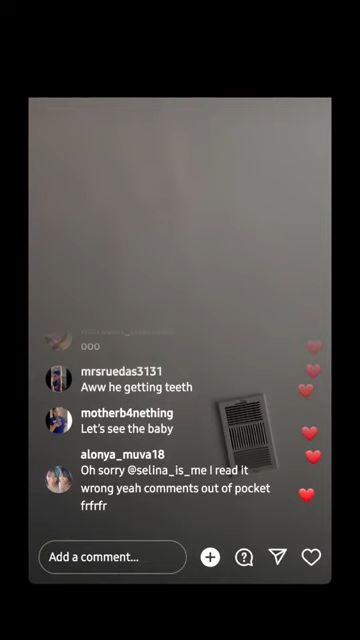 ooo
mrsruedas3131
Aww he getting teeth
motherb4nething
Let's see the baby
alonya_muva18
Oh sorry @selina_is_me I read it
wrong yeah comments out of pocket
frfrfr
Add a comment...